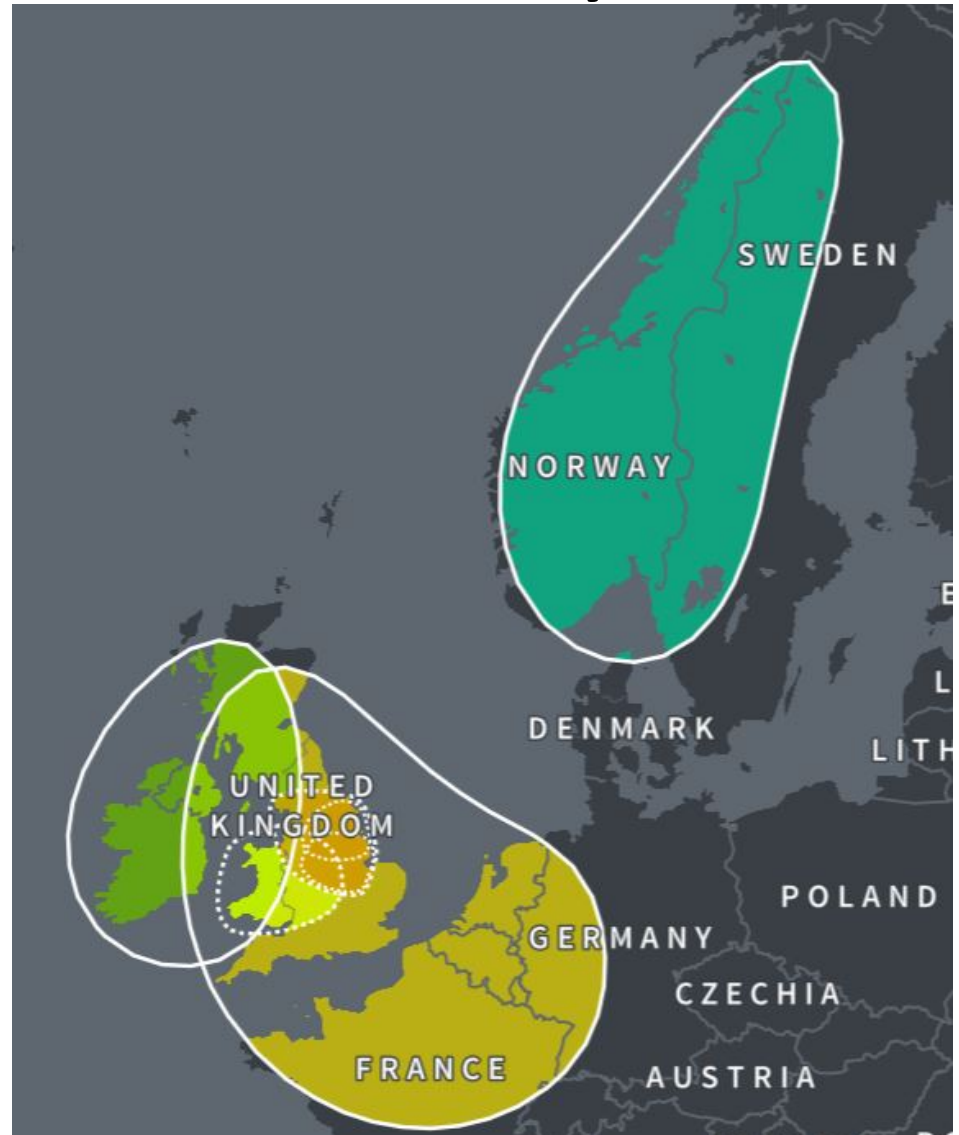 SWEDEN
NORWAY
DENMARK
LITH
UNITED
KINGDOM
POLAND
GERMANY
CZECHIA
FRANCE
AUSTRIA